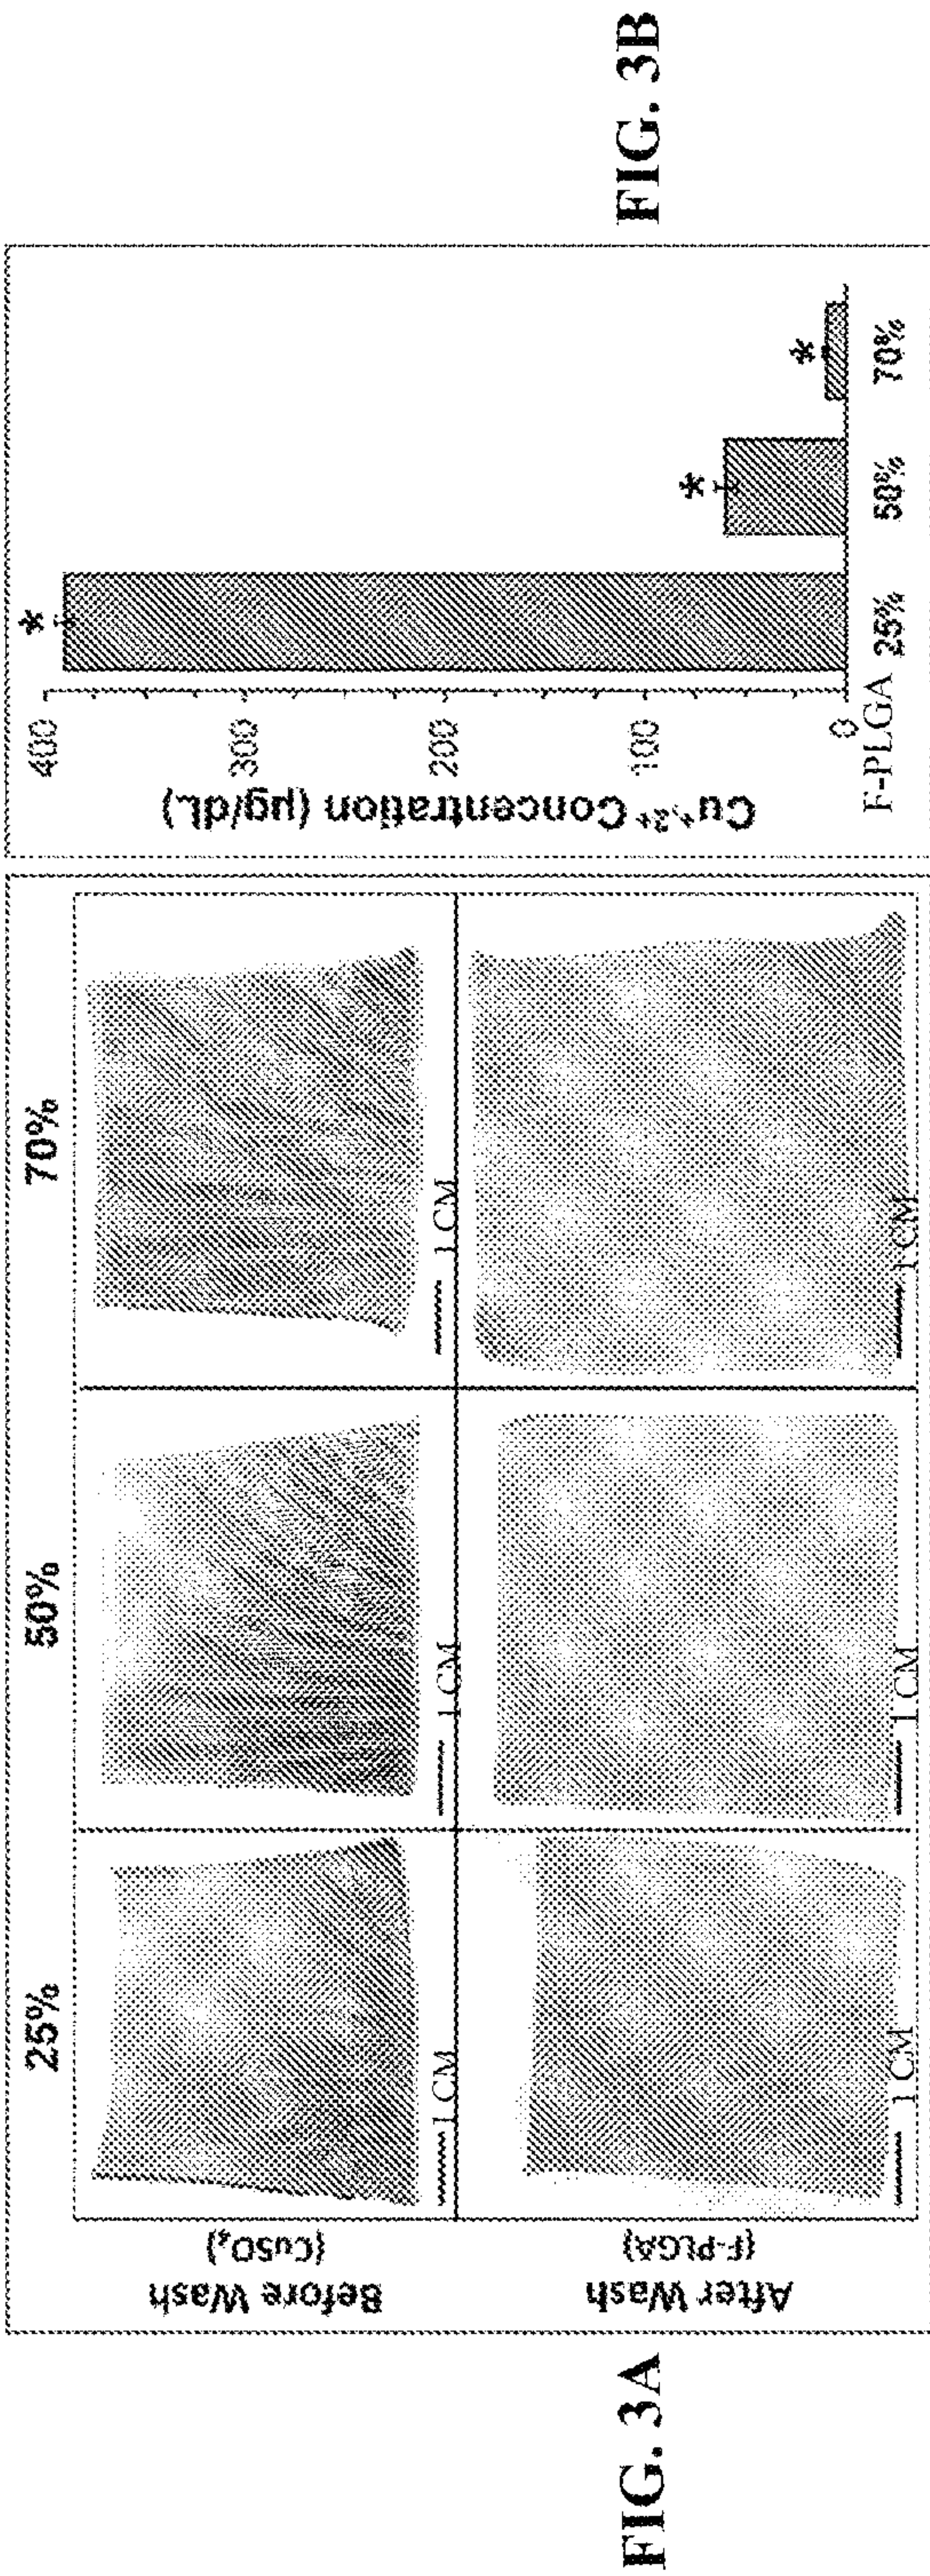 25%
50%
70%
Before Wash
(CuSO₄)
1 CM
1 CM
1 CM
After Wash
(F-PLGA)
1 CM
1 CM
1 CM
FIG. 3A
Cu⁺,²⁺ Concentration (µg/dL)
400
300
200
100
0
*
*
*
F-PLGA
25%
50%
70%
FIG. 3B